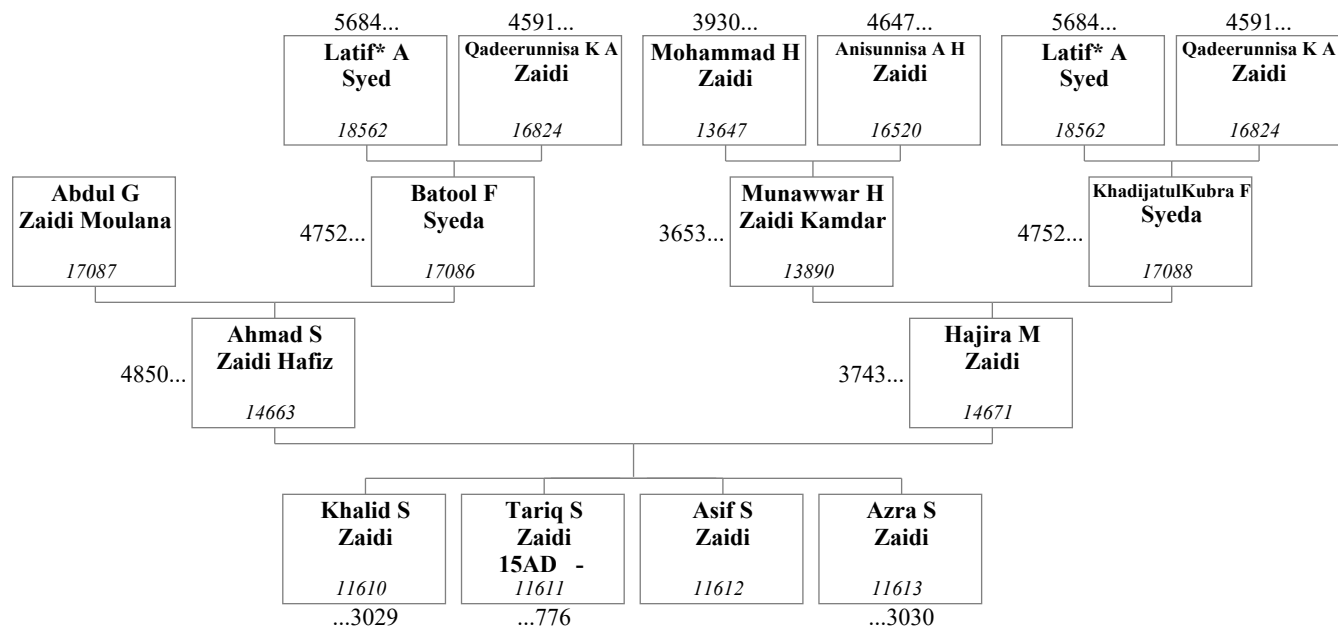 5684... 4591... 3930... 4647... 5684... 4591...
Latif* A Qadeerunnisa K A Mohammad H Anisunnisa A H Latif* A Qadeerunnisa K A
Syed Zaidi Zaidi Zaidi Syed Zaidi
18562 16824 13647 16520 18562 16824
Abdul G Batool F Munawwar H KhadijatulKubra F
Zaidi Moulana Syeda Zaidi Kamdar Syeda
4752... 3653... 4752...
17087 17086 13890 17088
Ahmad S Hajira M
Zaidi Hafiz Zaidi
4850... 3743...
14663 14671
Khalid S Tariq S Asif S Azra S
Zaidi Zaidi Zaidi Zaidi
15AD -
11610 11611 11612 11613
...3029 ...776 ...3030